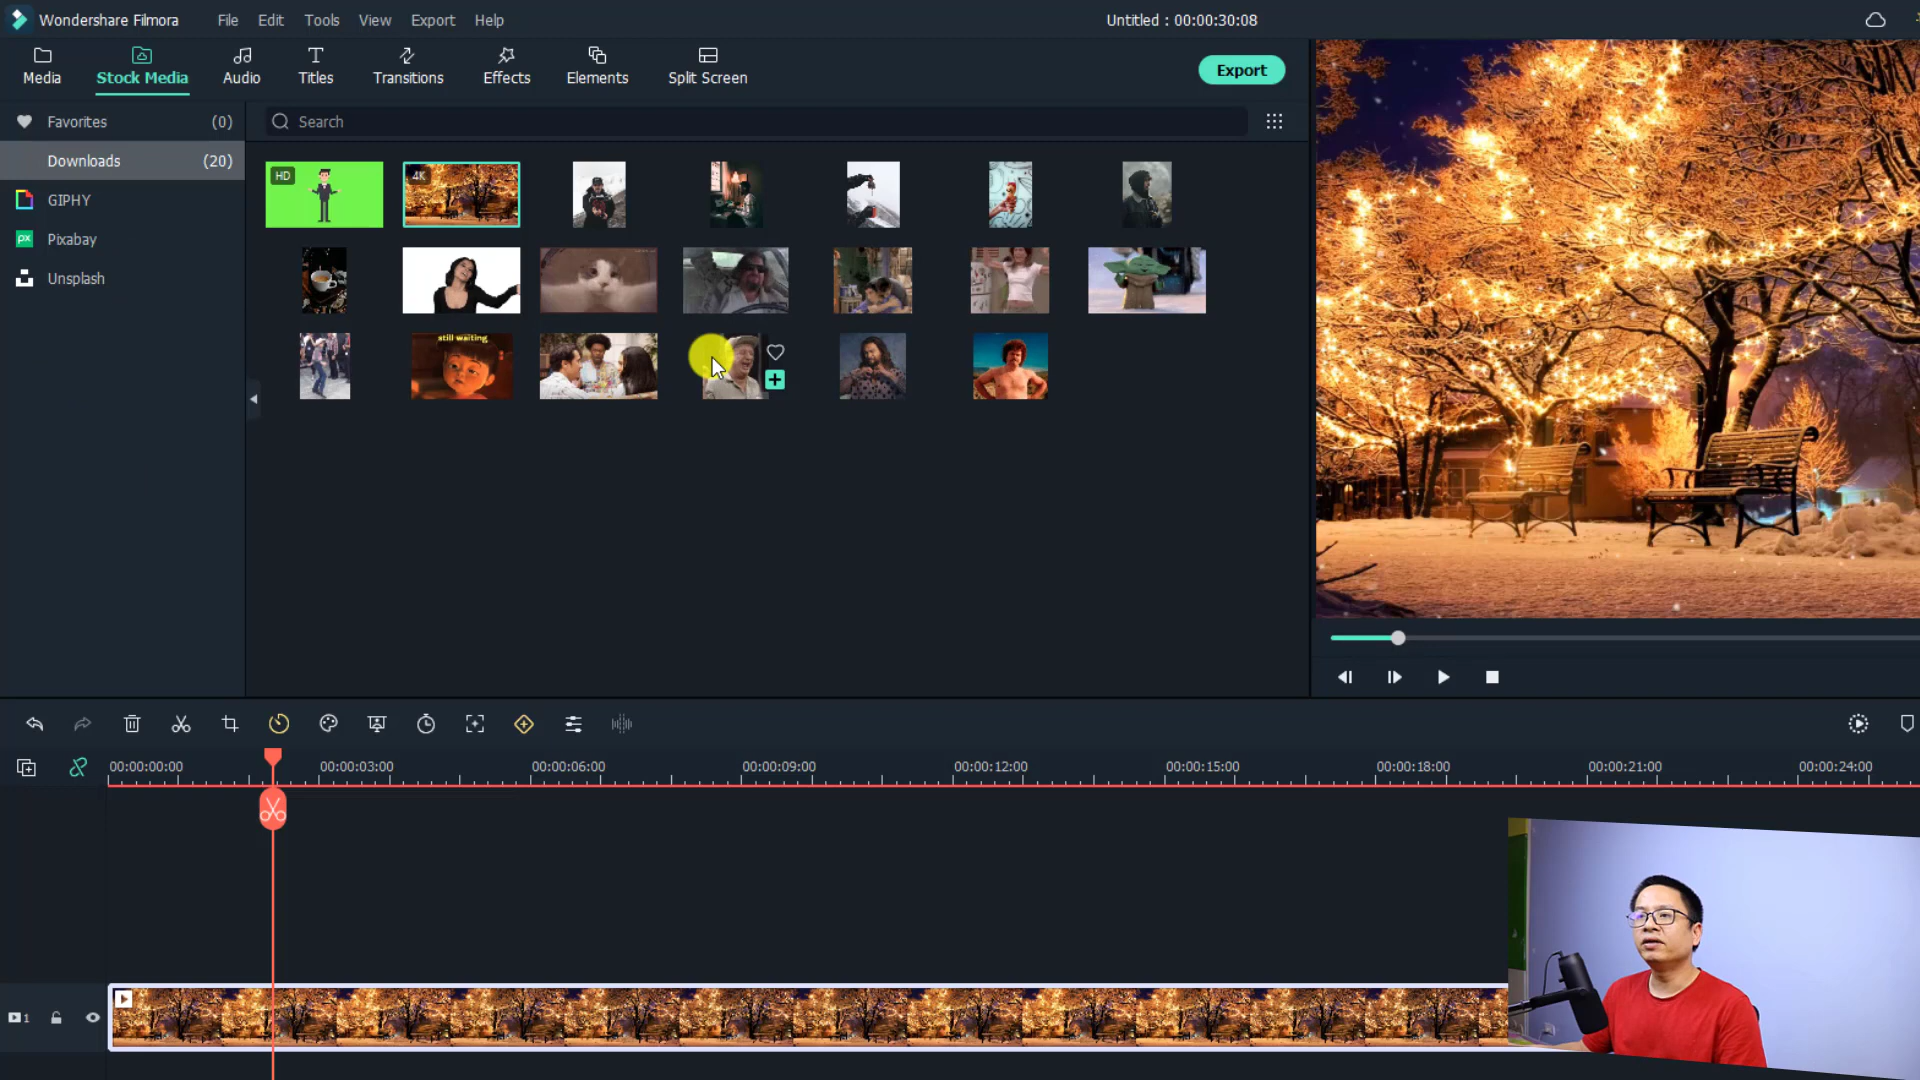 Wondershare Filmora File Edit Tools View Export Help Untitled : 00:00:30:08
Media Stock Media Audio Titles Transitions Effects Elements Split Screen Export
Favorites (0) Search
Downloads (20)
GIPHY
Pixabay
Unsplash
HD 4K
still waiting
00:00:00:00 00:00:03:00 00:00:06:00 00:00:09:00 00:00:12:00 00:00:15:00 00:00:18:00 00:00:21:00 00:00:24:00
1